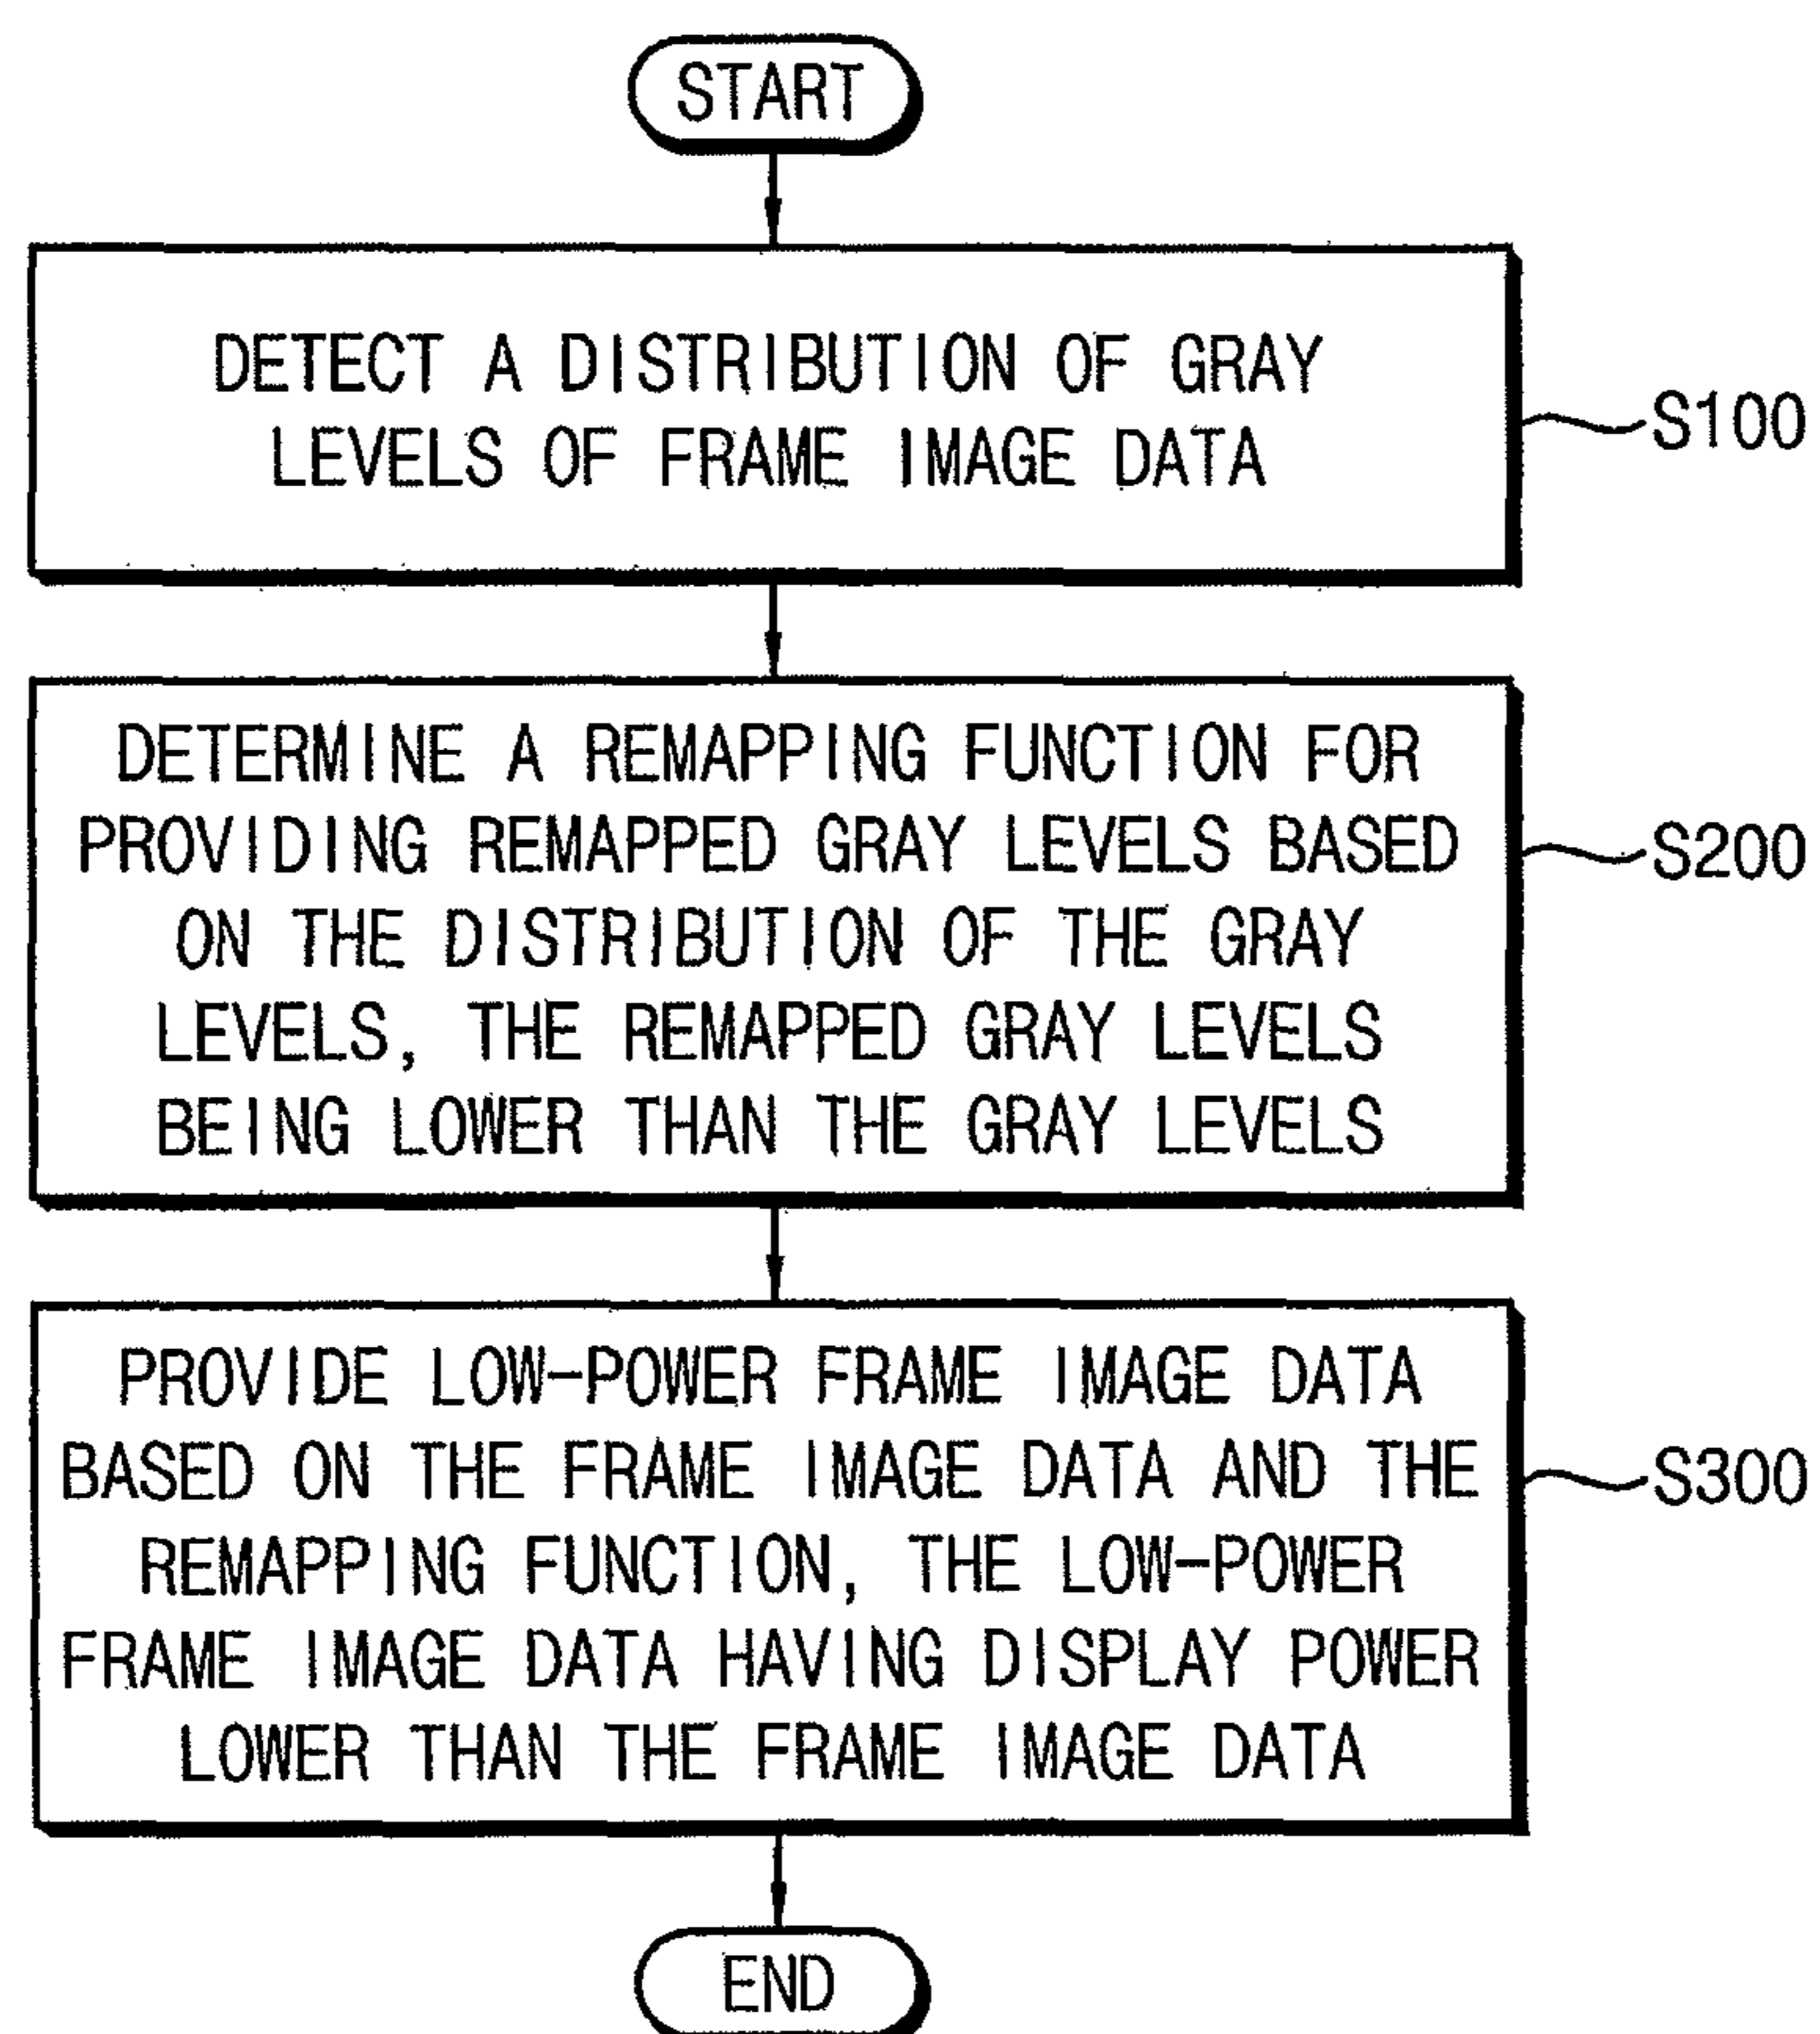 START
DETECT A DISTRIBUTION OF GRAY
LEVELS OF FRAME IMAGE DATA
S100
DETERMINE A REMAPPING FUNCTION FOR
PROVIDING REMAPPED GRAY LEVELS BASED
ON THE DISTRIBUTION OF THE GRAY
LEVELS, THE REMAPPED GRAY LEVELS
BEING LOWER THAN THE GRAY LEVELS
S200
PROVIDE LOW-POWER FRAME IMAGE DATA
BASED ON THE FRAME IMAGE DATA AND THE
REMAPPING FUNCTION, THE LOW-POWER
FRAME IMAGE DATA HAVING DISPLAY POWER
LOWER THAN THE FRAME IMAGE DATA
S300
END